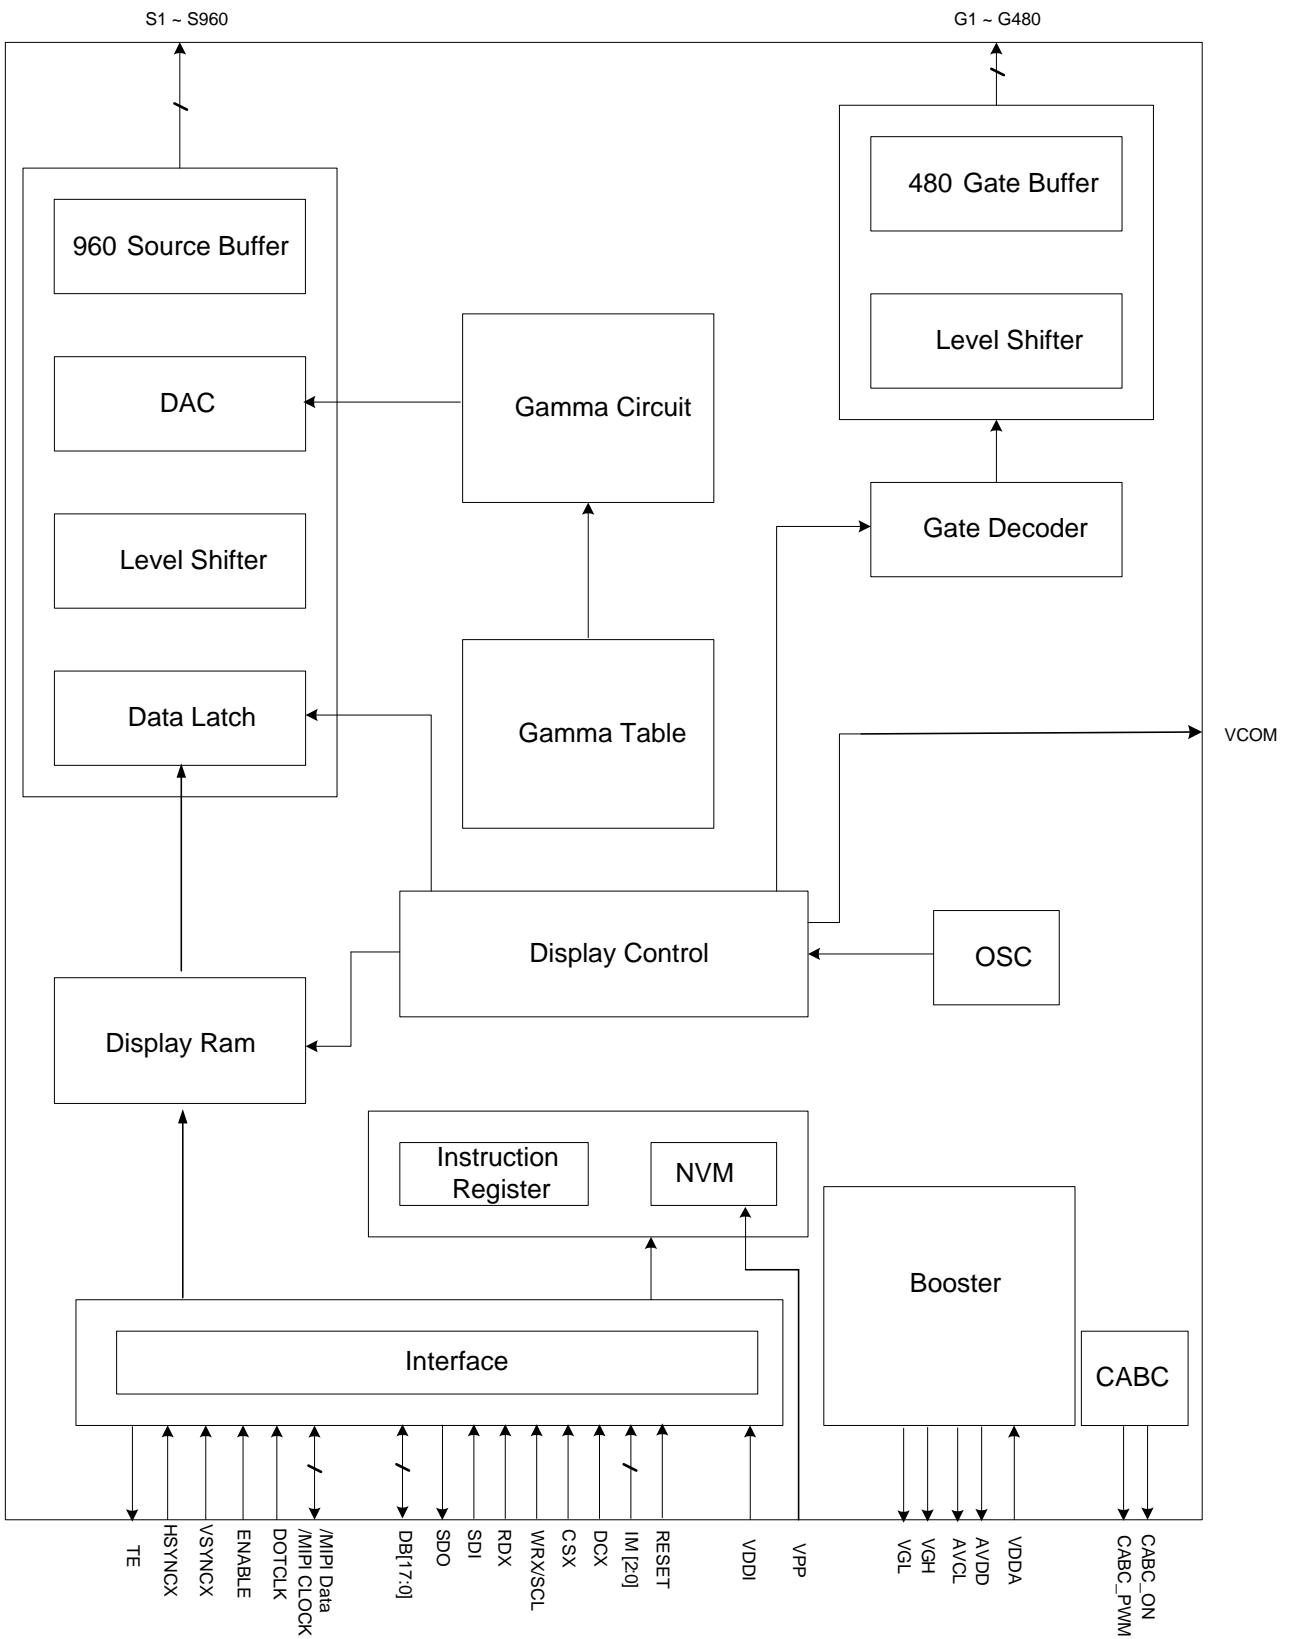 S1 ~ S960
G1 ~ G480
480 Gate Buffer
960 Source Buffer
Level Shifter
DAC
Gamma Circuit
Gate Decoder
Level Shifter
Data Latch
Gamma Table
VCOM
Display Control
OSC
Display Ram
Instruction
Register
NVM
Booster
Interface
CABC
TE
HSYNCX
VSYNCX
ENABLE
DOTCLK
/MIPI Data
/MIPI CLOCK
DB[17:0]
SDO
SDI
RDX
WRX/SCL
CSX
DCX
IM [2:0]
RESET
VDDI
VPP
VGL
VGH
AVCL
AVDD
VDDA
CABC_PWM
CABC_ON